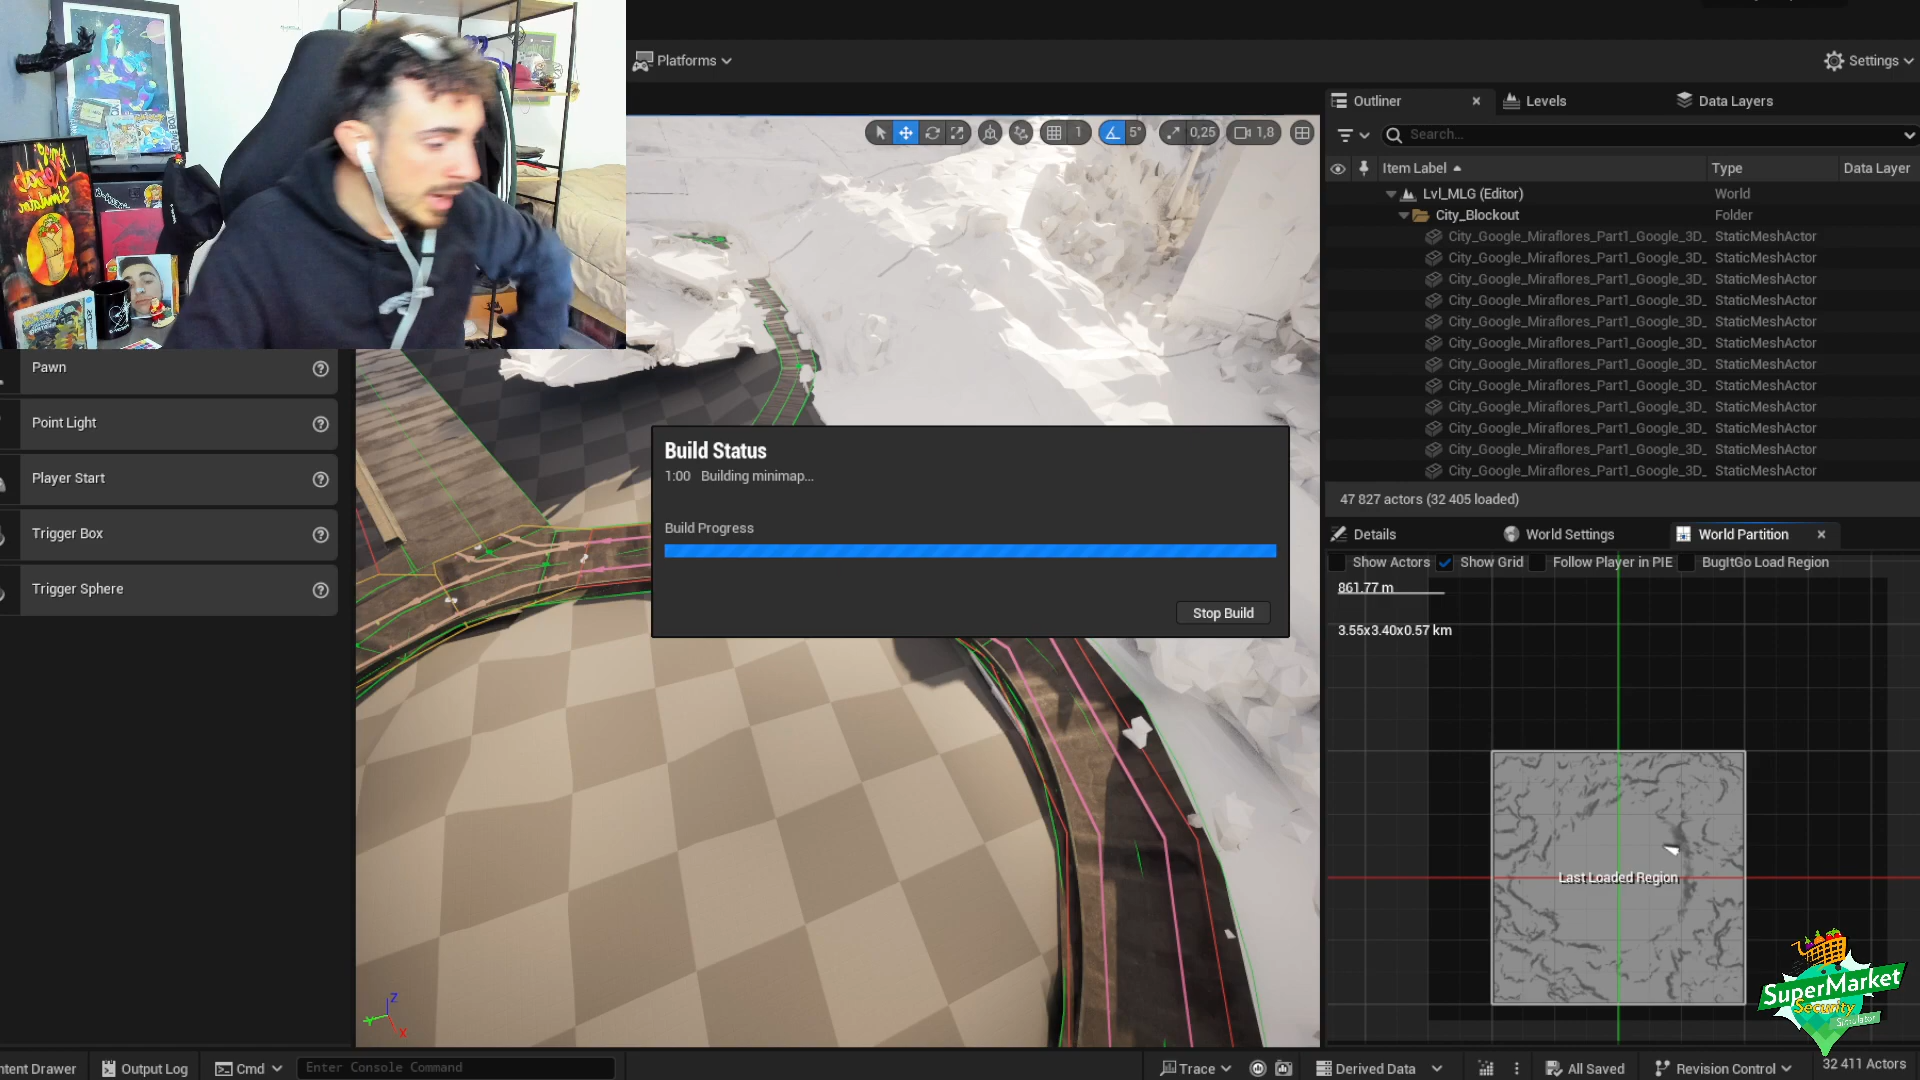 Platforms
Settings
Outliner
Levels
Data Layers
1
5°
0,25
1,8
Search...
Item Label
Type
Data Layer
Lvl_MLG (Editor)
World
City_Blockout
Folder
City_Google_Miraflores_Part1_Google_3D_
StaticMeshActor
City_Google_Miraflores_Part1_Google_3D_
StaticMeshActor
City_Google_Miraflores_Part1_Google_3D_
StaticMeshActor
City_Google_Miraflores_Part1_Google_3D_
StaticMeshActor
City_Google_Miraflores_Part1_Google_3D_
StaticMeshActor
City_Google_Miraflores_Part1_Google_3D_
StaticMeshActor
City_Google_Miraflores_Part1_Google_3D_
StaticMeshActor
City_Google_Miraflores_Part1_Google_3D_
StaticMeshActor
City_Google_Miraflores_Part1_Google_3D_
StaticMeshActor
City_Google_Miraflores_Part1_Google_3D_
StaticMeshActor
City_Google_Miraflores_Part1_Google_3D_
StaticMeshActor
City_Google_Miraflores_Part1_Google_3D_
StaticMeshActor
47 827 actors (32 405 loaded)
Pawn
Point Light
Player Start
Trigger Box
Trigger Sphere
Build Status
1:00 Building minimap...
Build Progress
Stop Build
Details
World Settings
World Partition
Show Actors
Show Grid
Follow Player in PIE
BugItGo Load Region
861.77 m
3.55x3.40x0.57 km
Last Loaded Region
Z
Y
X
SuperMarket
Security
Simulator
ntent Drawer
Output Log
Cmd
Enter Console Command
Trace
Derived Data
All Saved
Revision Control
32 411 Actors